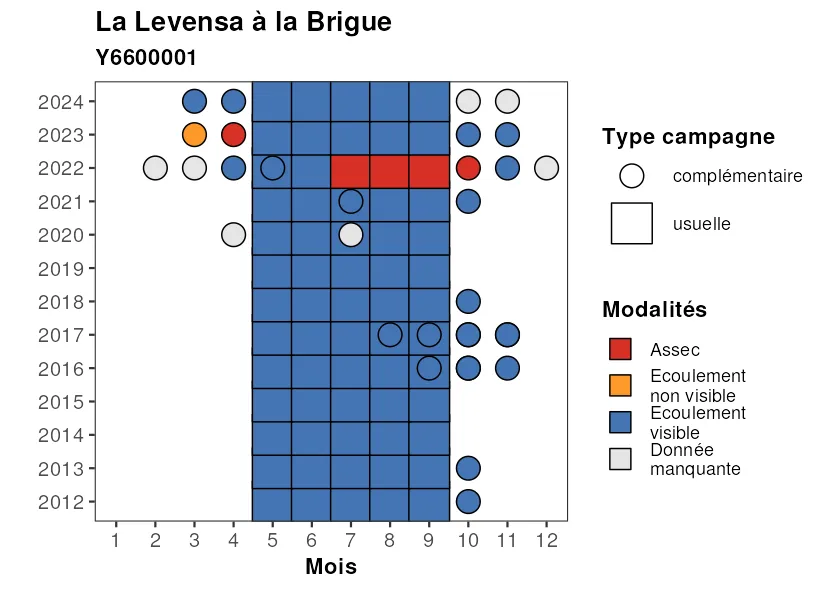 La Levensa à la Brigue
Y6600001
2024
2023
2022
2021
2020
2019
2018
2017
2016
2015
2014
2013
2012
1 2 3 4 5 6 7 8 9 10 11 12
Mois
Type campagne
complémentaire
usuelle
Modalités
Assec
Ecoulement
non visible
Ecoulement
visible
Donnée
manquante